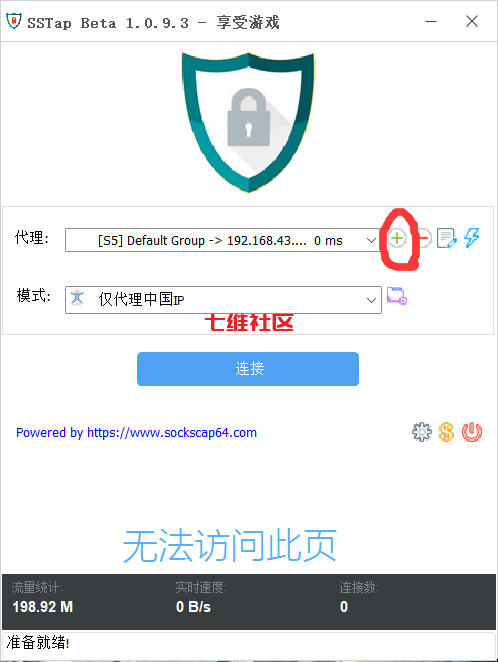 SSTap Beta 1.0.9.3 - 享受游戏
代理: [S5] Default Group -> 192.168.43.... 0 ms
模式: 仅代理中国IP
七维社区
连接
Powered by https://www.sockscap64.com
无法访问此页
流量统计: 实时速度: 连接数:
198.92 M 0 B/s 0
准备就绪!